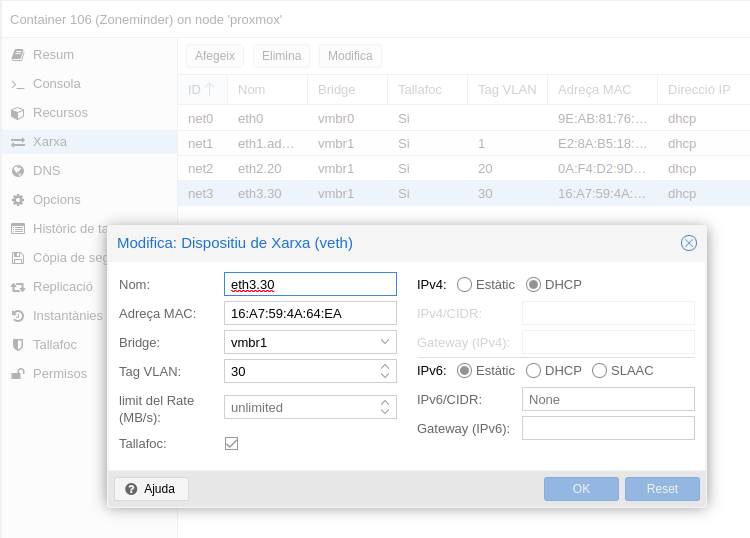 Container 106 (Zoneminder) on node 'proxmox'
Resum
Consola
Recursos
Xarxa
DNS
Opcions
Històric de ta
Còpia de seg
Replicació
Instantànies
Tallafoc
Permisos
Afegeix Elimina Modifica
ID Nom Bridge Tallafoc Tag VLAN Adreça MAC Direcció IP
net0 eth0 vmbr0 Si 9E:AB:81:76:... dhcp
net1 eth1.ad... vmbr1 Si 1 E2:8A:B5:18:... dhcp
net2 eth2.20 vmbr1 Si 20 0A:F4:D2:9D... dhcp
net3 eth3.30 vmbr1 Si 30 16:A7:59:4A:... dhcp
Modifica: Dispositiu de Xarxa (veth)
Nom: eth3.30
Adreça MAC: 16:A7:59:4A:64:EA
Bridge: vmbr1
Tag VLAN: 30
limit del Rate
(MB/s): unlimited
Tallafoc:
IPv4: Estàtic DHCP
IPv4/CIDR:
Gateway (IPv4):
IPv6: Estàtic DHCP SLAAC
IPv6/CIDR: None
Gateway (IPv6):
Ajuda OK Reset